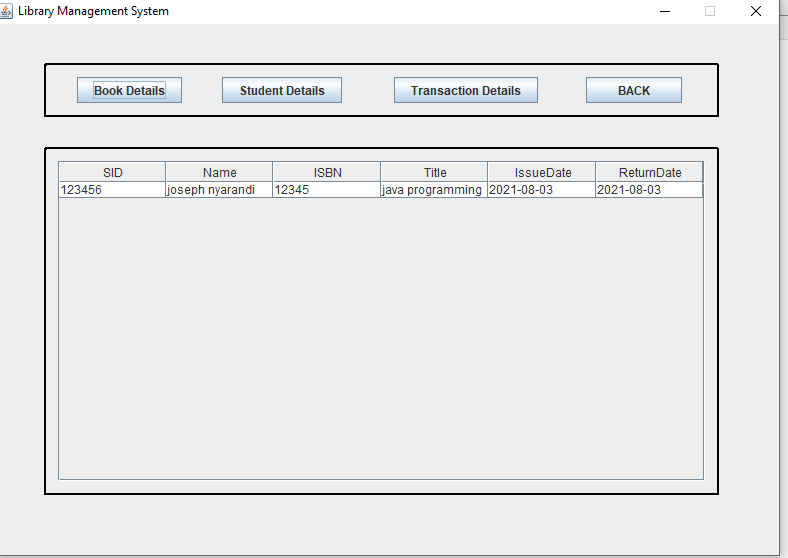 Library Management System
Book Details Student Details Transaction Details BACK
SID Name ISBN Title IssueDate ReturnDate
123456 joseph nyarandi 12345 java programming 2021-08-03 2021-08-03